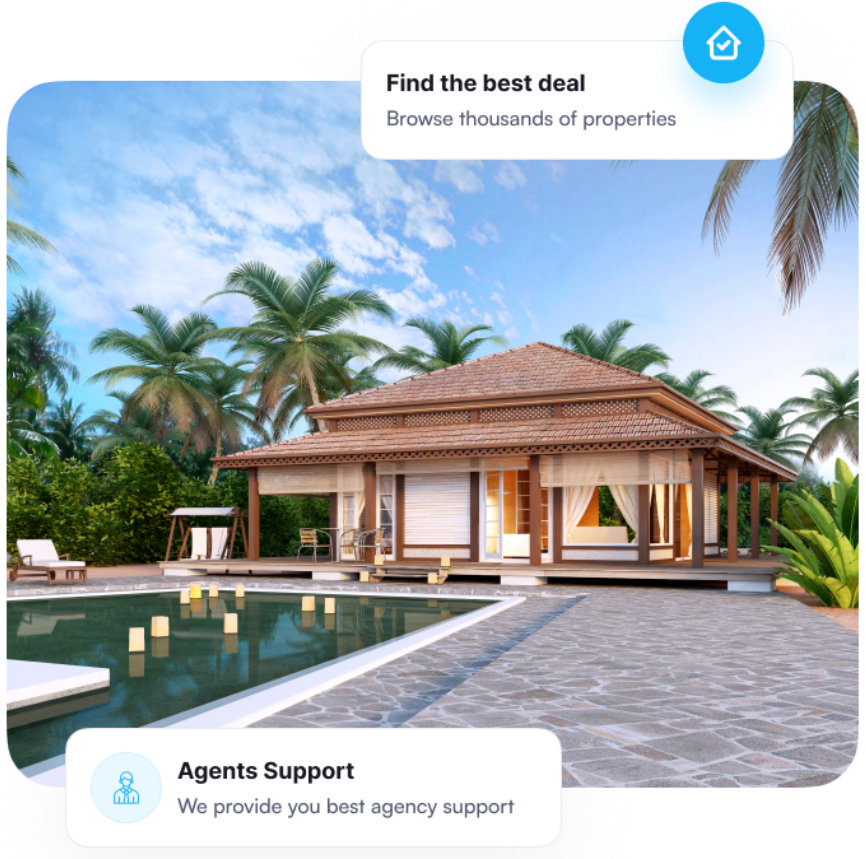 Find the best deal
Browse thousands of properties
Agents Support
We provide you best agency support